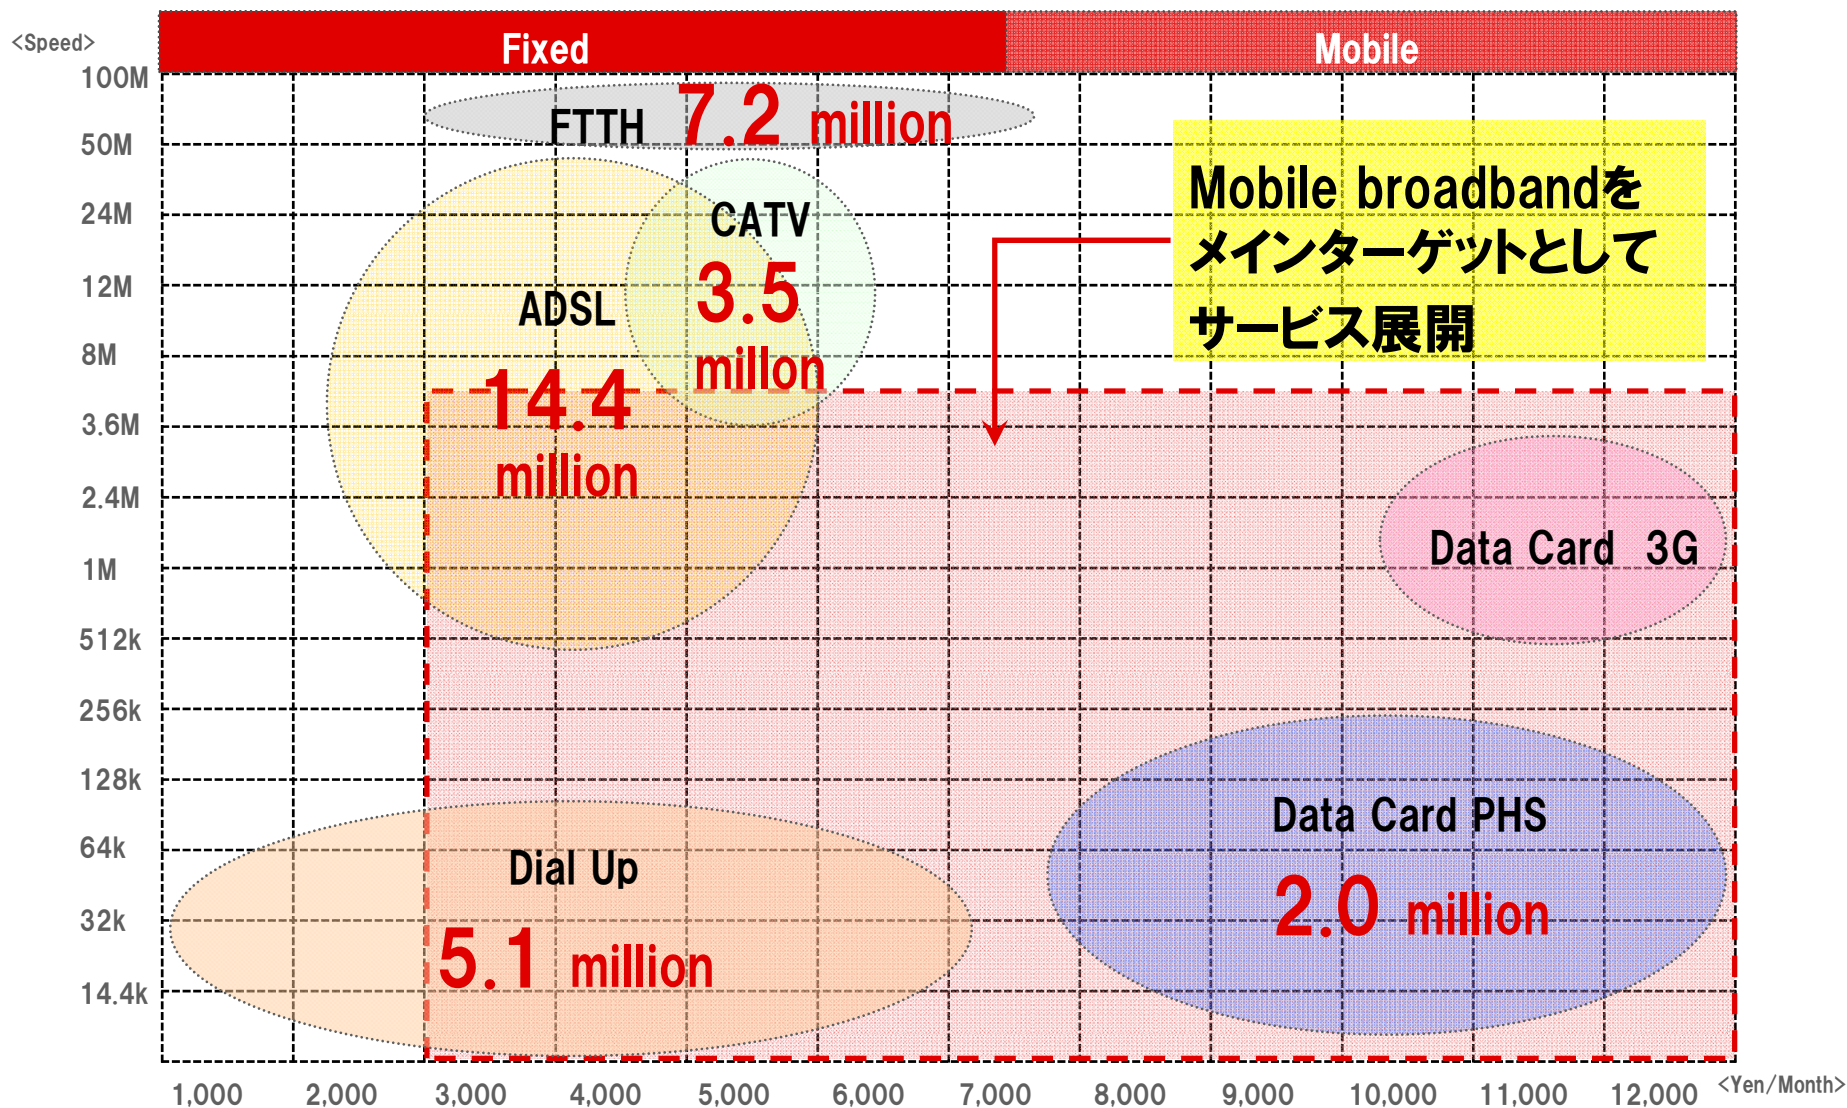 <Speed>
Fixed
Mobile
100M
50M
24M
12M
8M
3.6M
2.4M
1M
512k
256k
128k
64k
32k
14.4k
FTTH 7.2 million
CATV
3.5
millon
ADSL
14.4
million
Mobile broadbandを
メインターゲットとして
サービス展開
Data Card 3G
Data Card PHS
2.0 million
Dial Up
5.1 million
1,000 2,000 3,000 4,000 5,000 6,000 7,000 8,000 9,000 10,000 11,000 12,000 <Yen/Month>